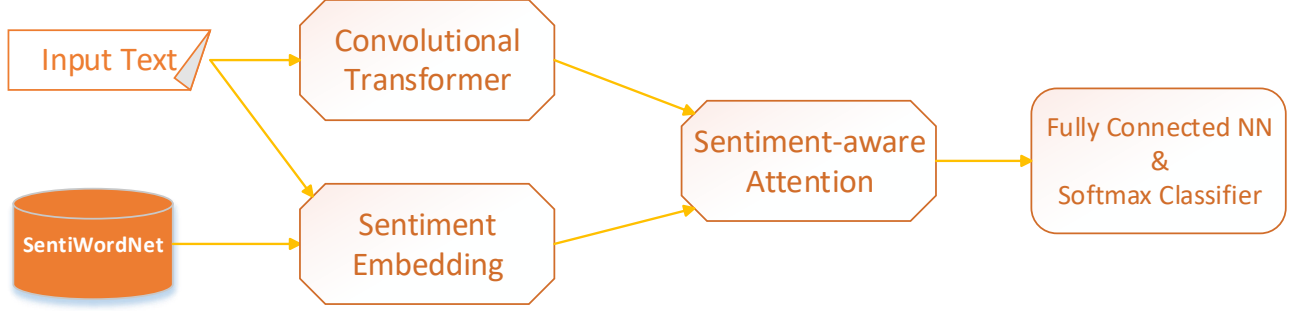 Input Text
Convolutional
Transformer
SentiWordNet
Sentiment
Embedding
Sentiment-aware
Attention
Fully Connected NN
&
Softmax Classifier